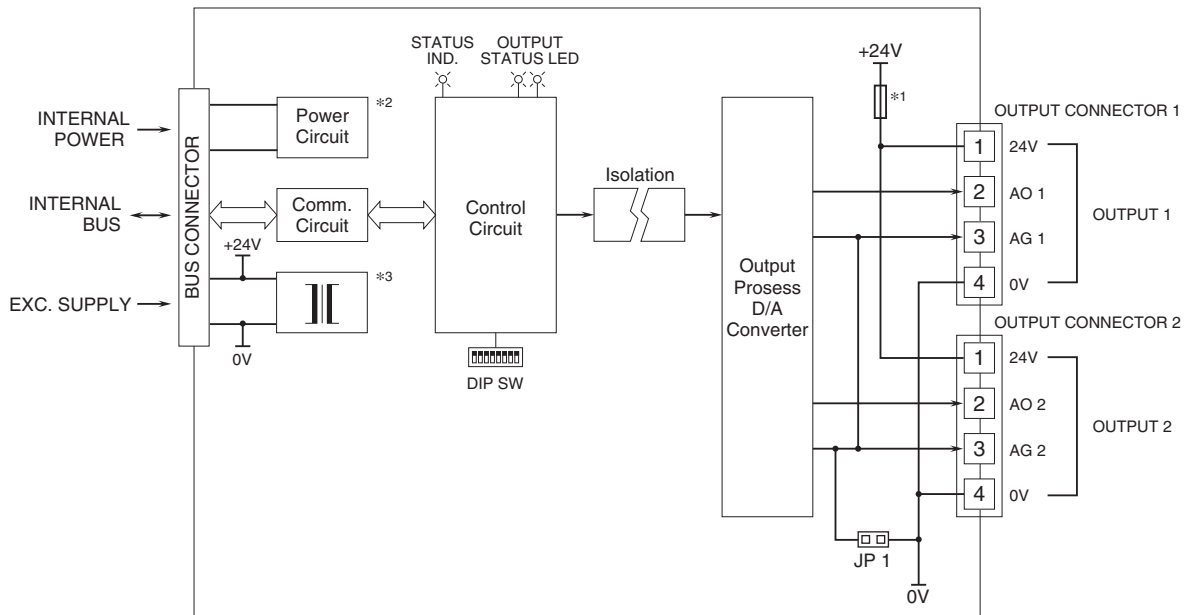 STATUS
IND.
OUTPUT
STATUS LED
+24V
*1
OUTPUT CONNECTOR 1
INTERNAL
POWER
BUS CONNECTOR
Power
Circuit
*2
1
24V
Isolation
2
AO 1
OUTPUT 1
INTERNAL
BUS
Comm.
Circuit
Control
Circuit
3
AG 1
+24V
*3
Output
Prosess
D/A
Converter
4
0V
EXC. SUPPLY
0V
OUTPUT CONNECTOR 2
1
24V
DIP SW
2
AO 2
OUTPUT 2
3
AG 2
4
0V
JP 1
0V